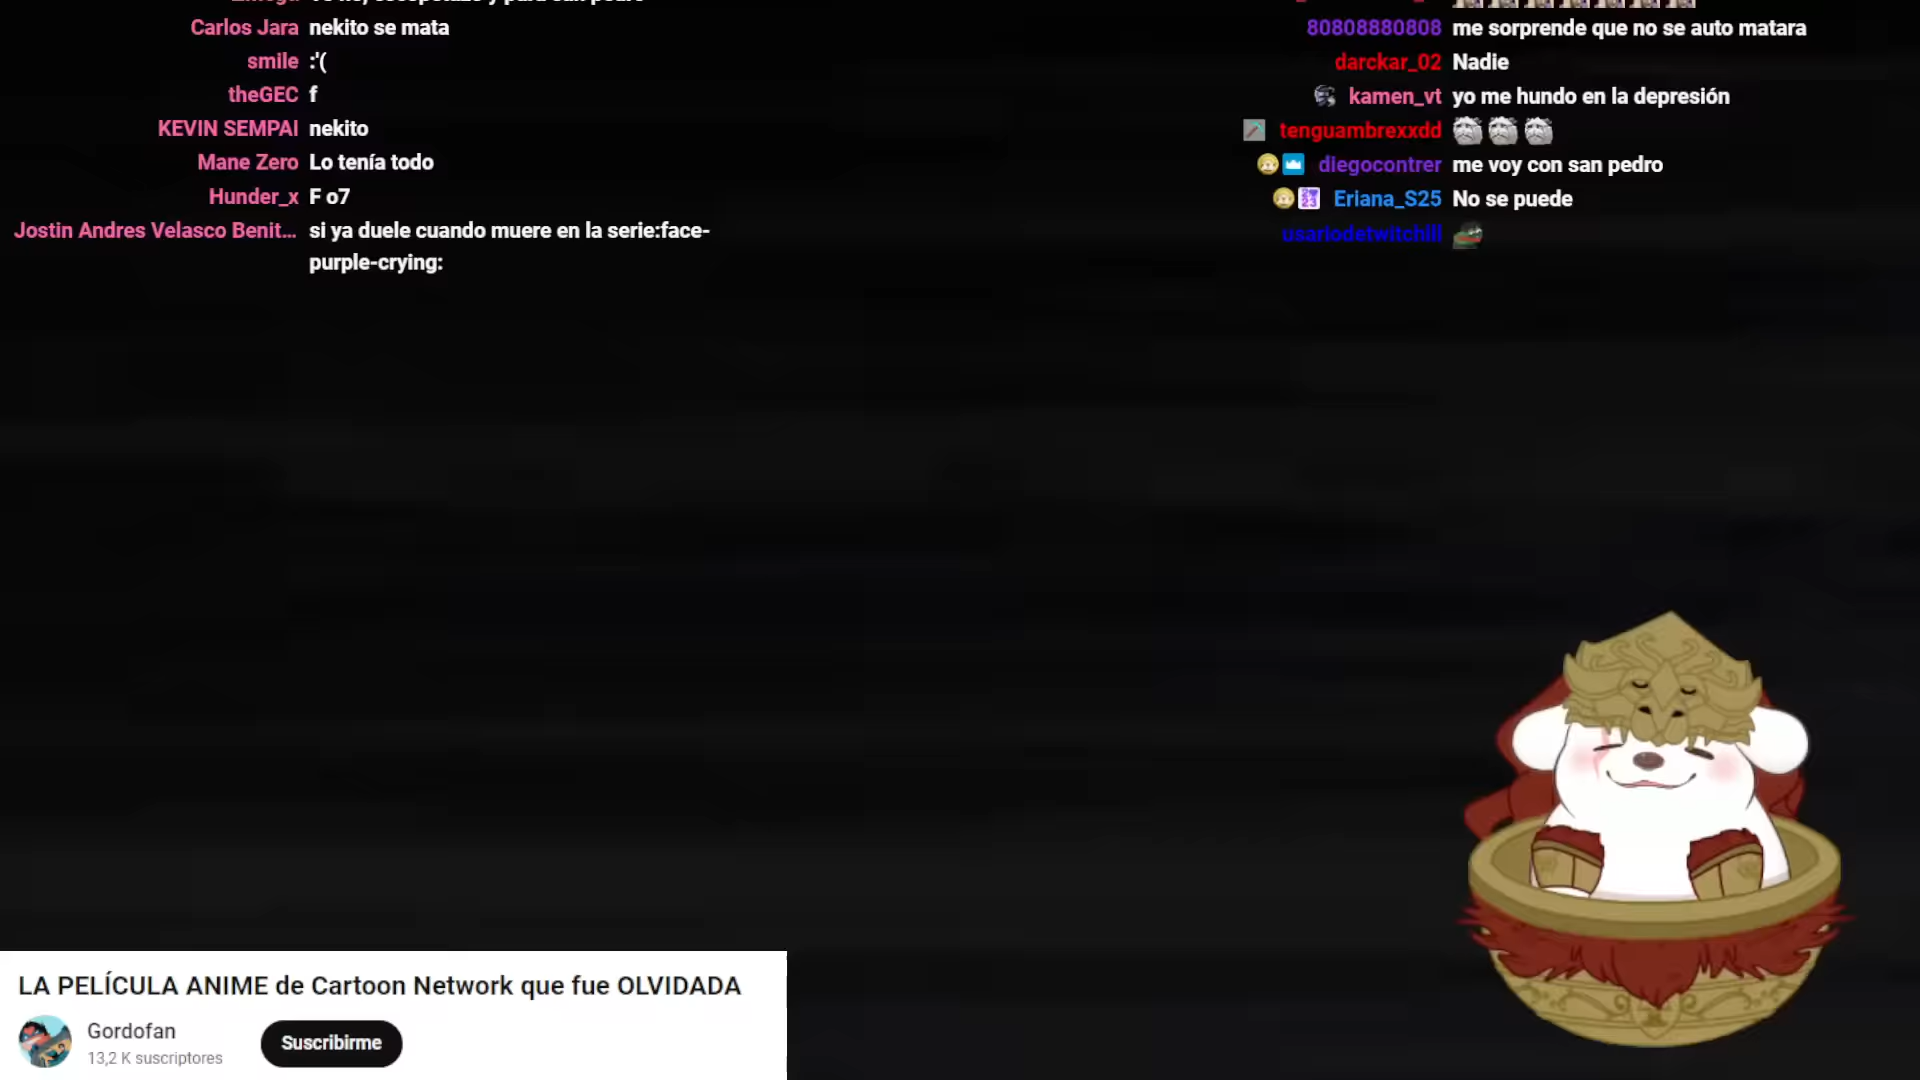 Carlos Jara nekito se mata
smile :'(
theGEC f
KEVIN SEMPAI nekito
Mane Zero Lo tenía todo
Hunder_x F o7
Jostin Andres Velasco Benit... si ya duele cuando muere en la serie:face-
purple-crying:
80808880808 me sorprende que no se auto matara
darckar_02 Nadie
kamen_vt yo me hundo en la depresión
tenguambrexxdd
diegocontrer me voy con san pedro
Eriana_S25 No se puede
usariodetwitchill
LA PELÍCULA ANIME de Cartoon Network que fue OLVIDADA
Gordofan
13,2 K suscriptores
Suscribirme